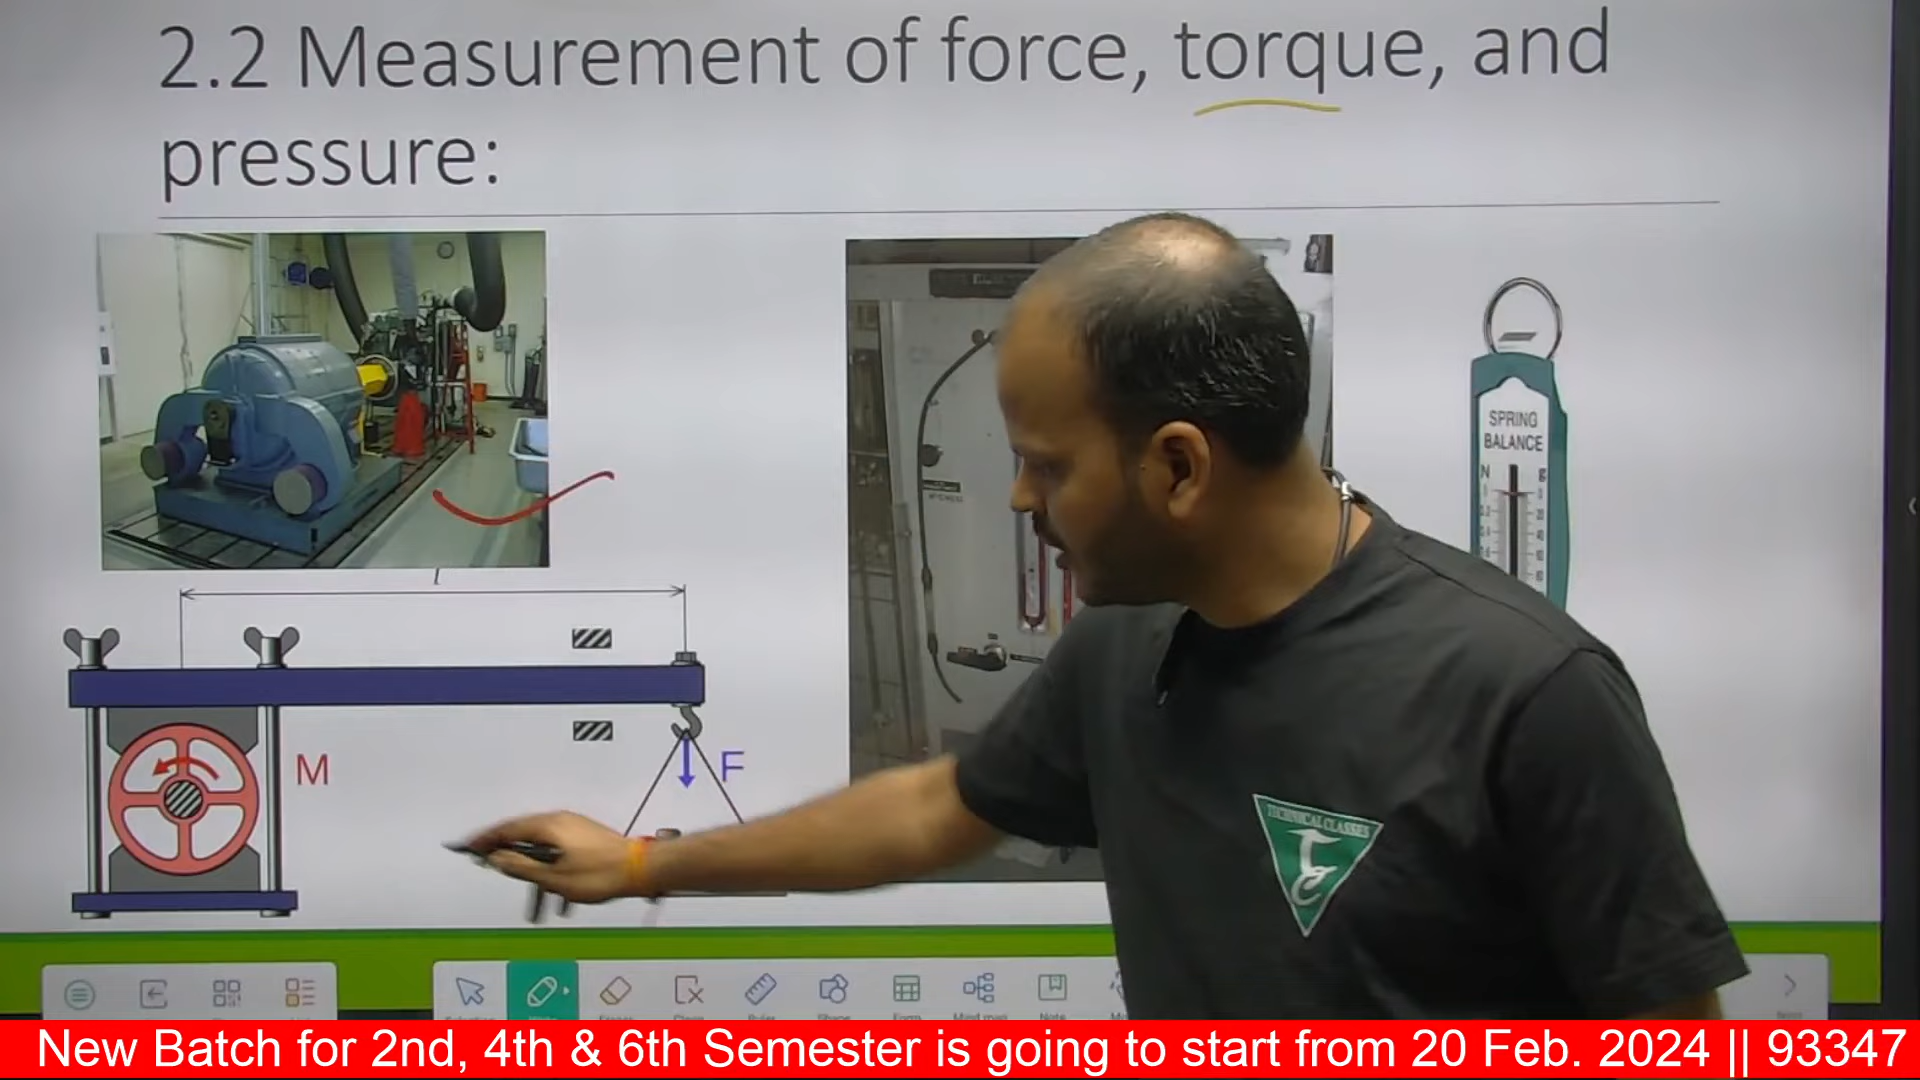 2.2 Measurement of force, torque, and
pressure:
SPRING
BALANCE
N
g
l
M
F
TECHNICAL CLASSES
Note
New Batch for 2nd, 4th & 6th Semester is going to start from 20 Feb. 2024 || 93347